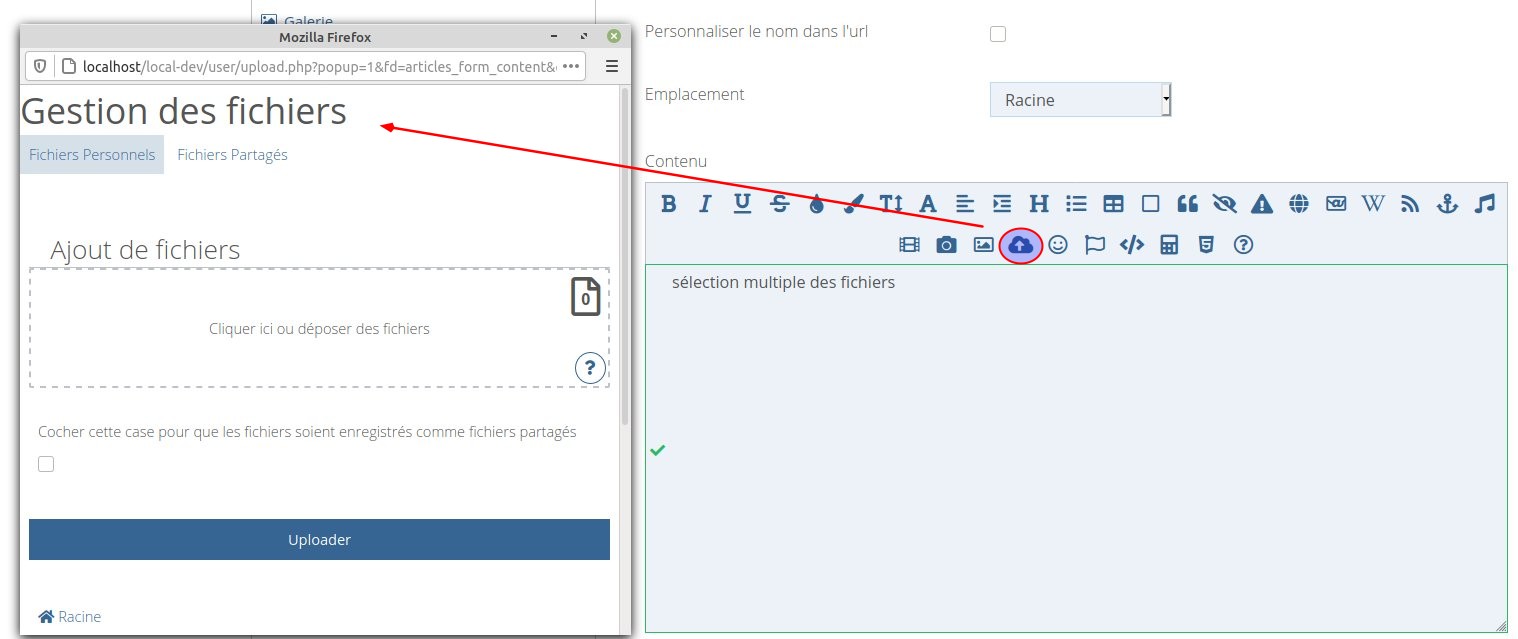 Galerie
Mozilla Firefox
localhost/local-dev/user/upload.php?popup=1&fd=articles_form_content&
Gestion des fichiers
Fichiers Personnels
Fichiers Partagés
Ajout de fichiers
0
Cliquer ici ou déposer des fichiers
?
Cocher cette case pour que les fichiers soient enregistrés comme fichiers partagés
Uploader
Racine
Personnaliser le nom dans l'url
Emplacement
Racine
Contenu
B I U S T A H W
sélection multiple des fichiers